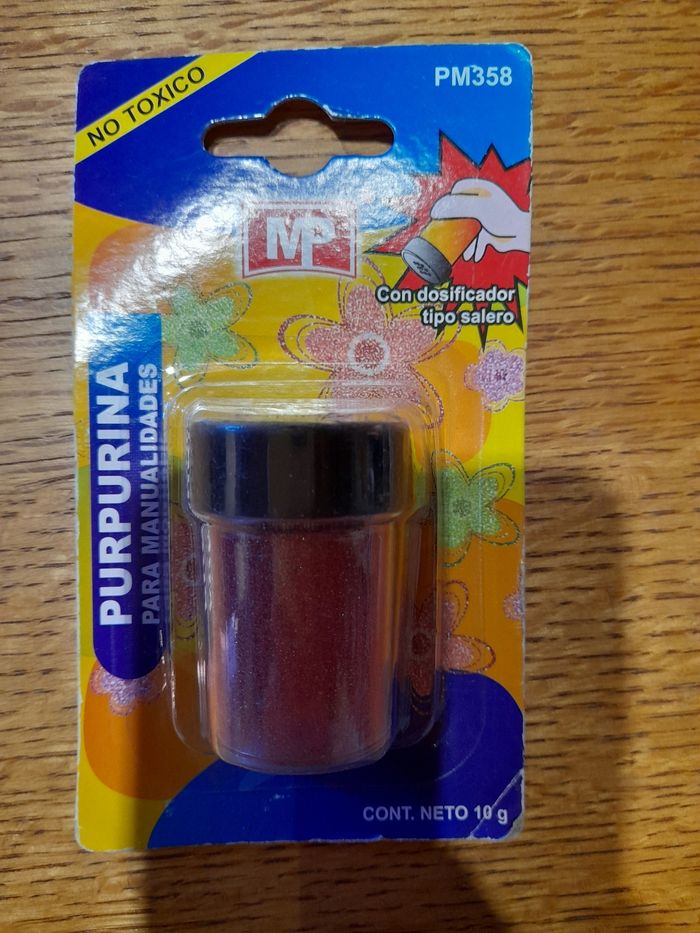 NO TOXICO
PM358
MP
Con dosificador
tipo salero
PURPURINA
PARA MANUALIDADES
CONT. NETO 10 g